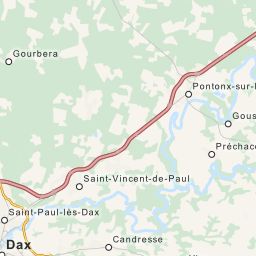 Gourbera
Pontonx-sur-
Gous
Préchac
Saint-Vincent-de-Paul
Saint-Paul-lès-Dax
Dax
Candresse